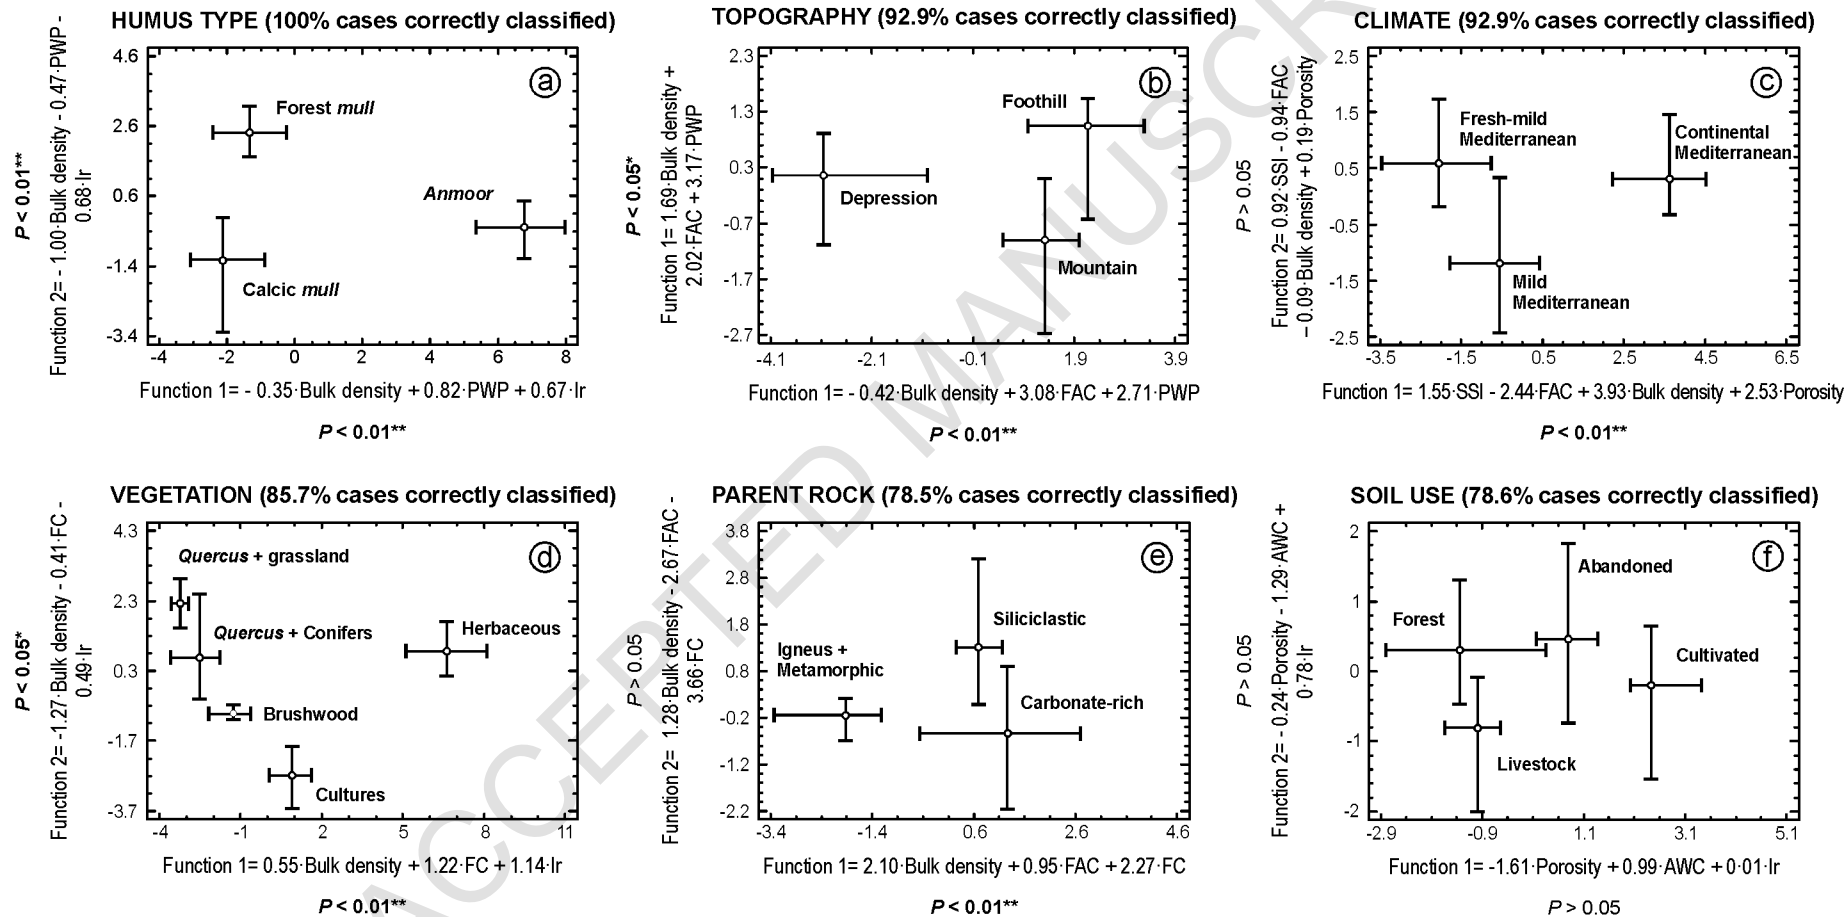 HUMUS TYPE (100% cases correctly classified)
P < 0.01**
Function 2= - 1.00·Bulk density - 0.47·PWP -
0.68·Ir
4.6
2.6
0.6
-1.4
-3.4
a
Forest mull
Anmoor
Calcic mull
-4
-2
0
2
4
6
8
Function 1= - 0.35·Bulk density + 0.82·PWP + 0.67·Ir
P < 0.01**
TOPOGRAPHY (92.9% cases correctly classified)
P < 0.05*
Function 1= 1.69·Bulk density +
2.02·FAC + 3.17·PWP
2.3
1.3
0.3
-0.7
-1.7
-2.7
b
Foothill
Depression
Mountain
-4.1
-2.1
-0.1
1.9
3.9
Function 1= - 0.42·Bulk density + 3.08·FAC + 2.71·PWP
P < 0.01**
CLIMATE (92.9% cases correctly classified)
P > 0.05
Function 2= 0.92·SSI - 0.94·FAC
– 0.09·Bulk density + 0.19·Porosity
2.5
1.5
0.5
-0.5
-1.5
-2.5
c
Fresh-mild
Mediterranean
Continental
Mediterranean
Mild
Mediterranean
-3.5
-1.5
0.5
2.5
4.5
6.5
Function 1= 1.55·SSI - 2.44·FAC + 3.93·Bulk density + 2.53·Porosity
P < 0.01**
VEGETATION (85.7% cases correctly classified)
P < 0.05*
Function 2= -1.27·Bulk density - 0.41·FC -
0.49·Ir
4.3
2.3
0.3
-1.7
-3.7
d
Quercus + grassland
Quercus + Conifers
Herbaceous
Brushwood
Cultures
-4
-1
2
5
8
11
Function 1= 0.55·Bulk density + 1.22·FC + 1.14·Ir
P < 0.01**
PARENT ROCK (78.5% cases correctly classified)
P > 0.05
Function 2= 1.28·Bulk density - 2.67·FAC -
3.66·FC
3.8
2.8
1.8
0.8
-0.2
-1.2
-2.2
e
Siliciclastic
Igneus +
Metamorphic
Carbonate-rich
-3.4
-1.4
0.6
2.6
4.6
Function 1= 2.10·Bulk density + 0.95·FAC + 2.27·FC
P < 0.01**
SOIL USE (78.6% cases correctly classified)
P > 0.05
Function 2= - 0.24·Porosity - 1.29·AWC +
0.78·Ir
2
1
0
-1
-2
f
Abandoned
Forest
Cultivated
Livestock
-2.9
-0.9
1.1
3.1
5.1
Function 1= -1.61·Porosity + 0.99·AWC + 0·01·Ir
P > 0.05
ACCEPTED MANUSCR